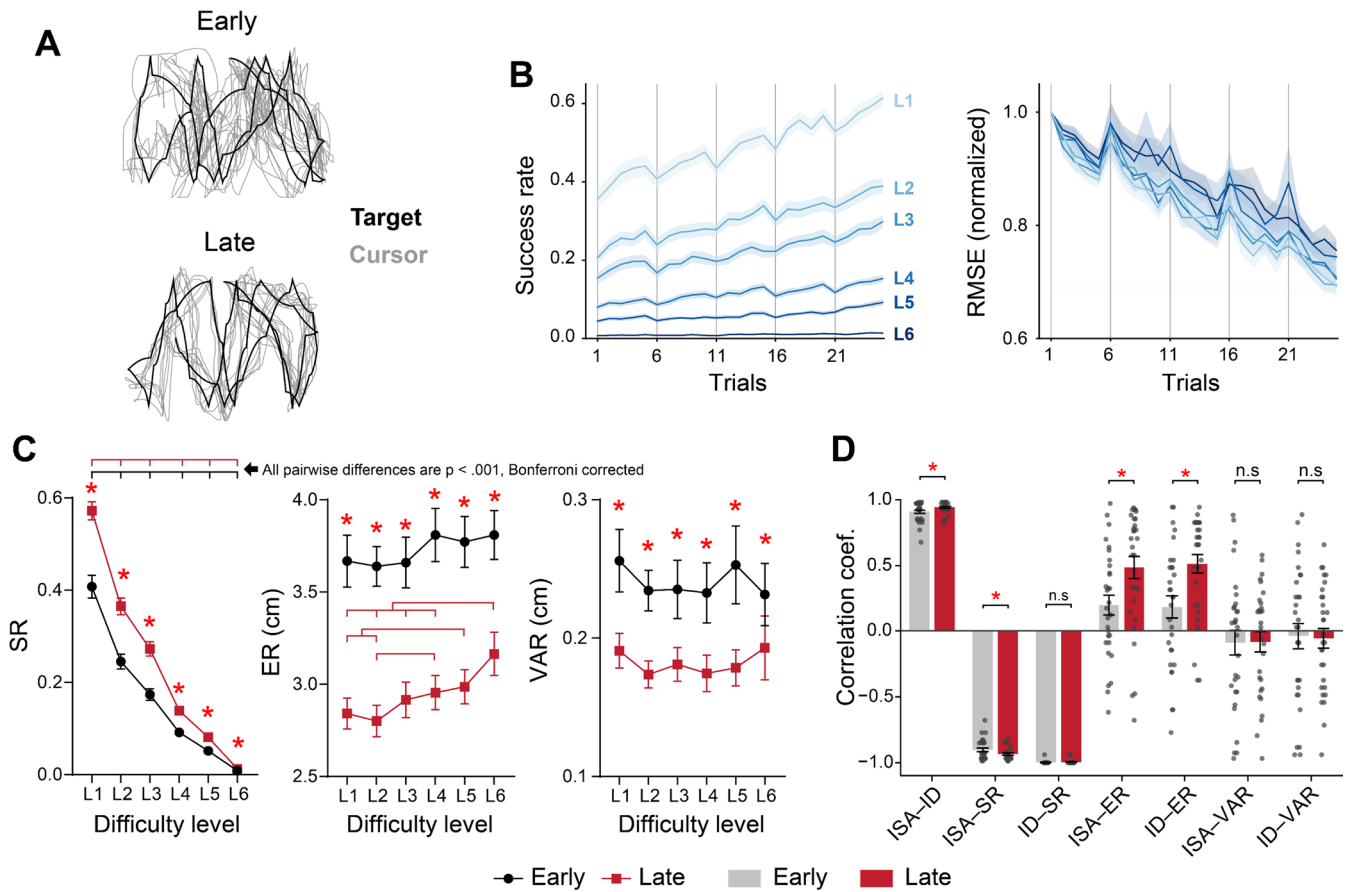 A
Early
Late
Target
Cursor
B
Success rate
0.6
0.4
0.2
0.0
1
6
11
16
21
Trials
L1
L2
L3
L4
L5
L6
RMSE (normalized)
1.0
0.8
0.6
1
6
11
16
21
Trials
C
All pairwise differences are p < .001, Bonferroni corrected
SR
0.6
0.4
0.2
0.0
* * * * * *
L1 L2 L3 L4 L5 L6
Difficulty level
ER (cm)
4.0
3.5
3.0
2.5
* * * * * *
L1 L2 L3 L4 L5 L6
Difficulty level
VAR (cm)
0.3
0.2
0.1
* * * * * *
L1 L2 L3 L4 L5 L6
Difficulty level
D
Correlation coef.
1.0
0.50
0
−0.5
−1.0
*
*
n.s
*
*
n.s
n.s
ISA–ID
ISA–SR
ID–SR
ISA–ER
ID–ER
ISA–VAR
ID–VAR
Early Late Early Late